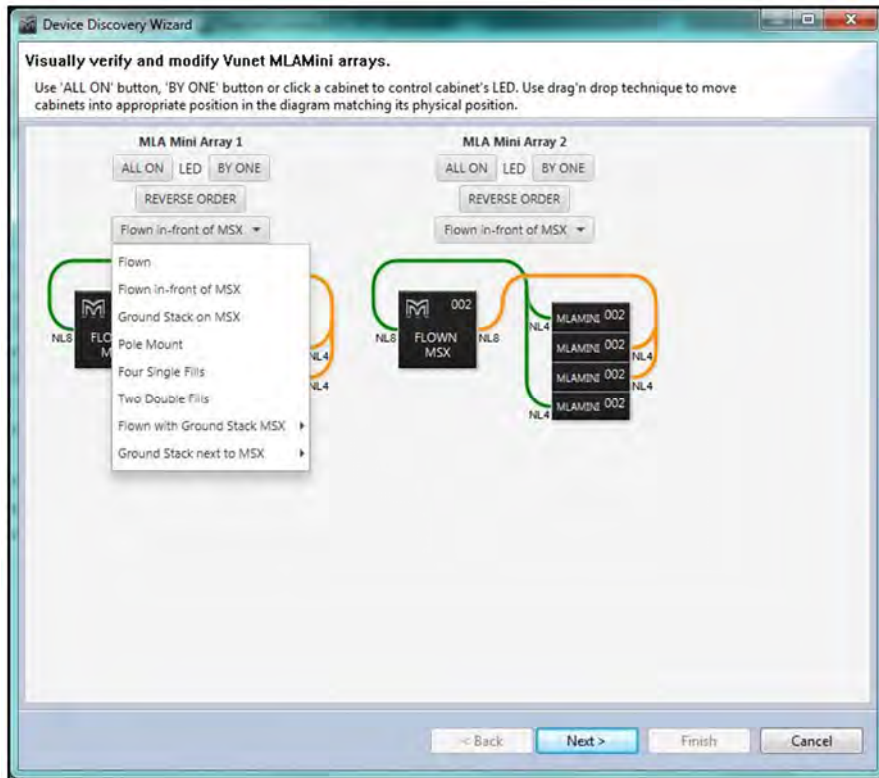 Device Discovery Wizard
Visually verify and modify Vunet MLAMini arrays.
Use 'ALL ON' button, 'BY ONE' button or click a cabinet to control cabinet's LED. Use drag'n drop technique to move
cabinets into appropriate position in the diagram matching its physical position.
MLA Mini Array 1
ALL ON LED BY ONE
REVERSE ORDER
Flown in-front of MSX
Flown
Flown in-front of MSX
Ground Stack on MSX
Pole Mount
Four Single Fills
Two Double Fills
Flown with Ground Stack MSX
Ground Stack next to MSX
NL8
FLO
M
NL4
NL4
MLA Mini Array 2
ALL ON LED BY ONE
REVERSE ORDER
Flown in-front of MSX
002
FLOWN
MSX
NL8
NL8
NL4
MLAMINI 002
MLAMINI 002
NL4
MLAMINI 002
NL4
MLAMINI 002
NL4
< Back Next > Finish Cancel